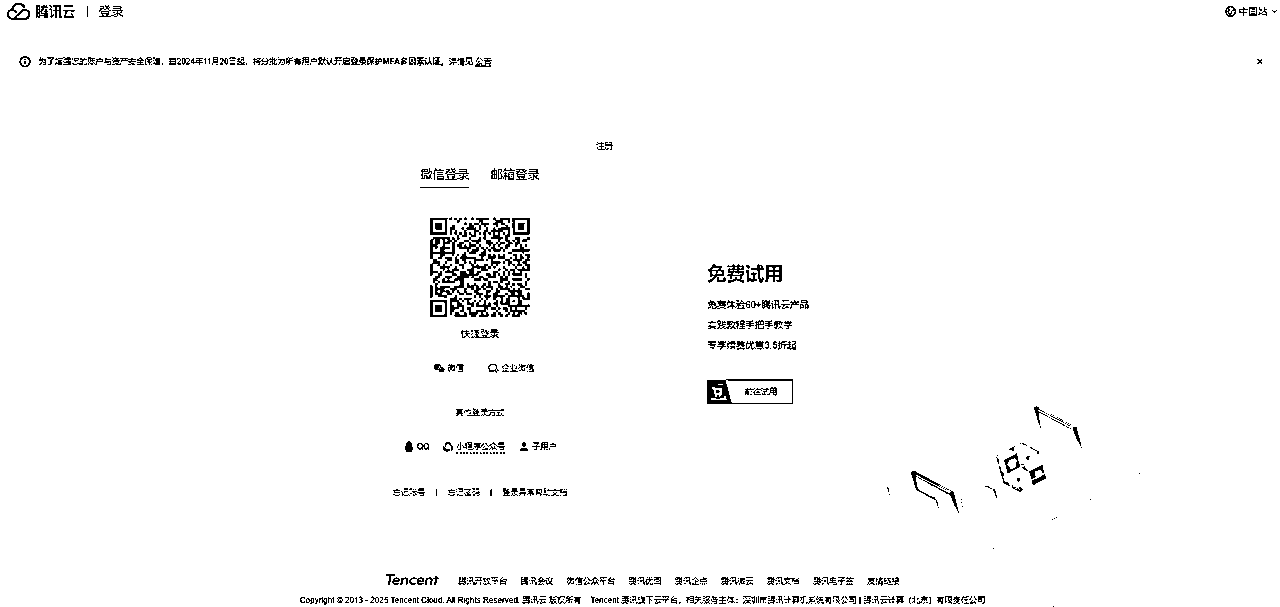 腾讯云 | 登录
中国站
为了增强您的账户与资产安全保障，自2024年11月20日起，将分批为所有用户默认开启登录保护MFA多因素认证，详情见 公告
注册
微信登录 邮箱登录
快捷登录
微信 企业微信
其他登录方式
QQ 小程序公众号 子用户
忘记账号 | 忘记密码 | 登录异常帮助文档
免费试用
免费体验60+腾讯云产品
实践教程手把手教学
专享续费优惠3.5折起
前往试用
Tencent 腾讯开放平台 腾讯会议 微信公众平台 腾讯优图 腾讯企点 腾讯微云 腾讯文档 腾讯电子签 友情链接
Copyright © 2013 - 2025 Tencent Cloud. All Rights Reserved. 腾讯云 版权所有 Tencent 腾讯旗下云平台，相关服务主体：深圳市腾讯计算机系统有限公司 | 腾讯云计算（北京）有限责任公司